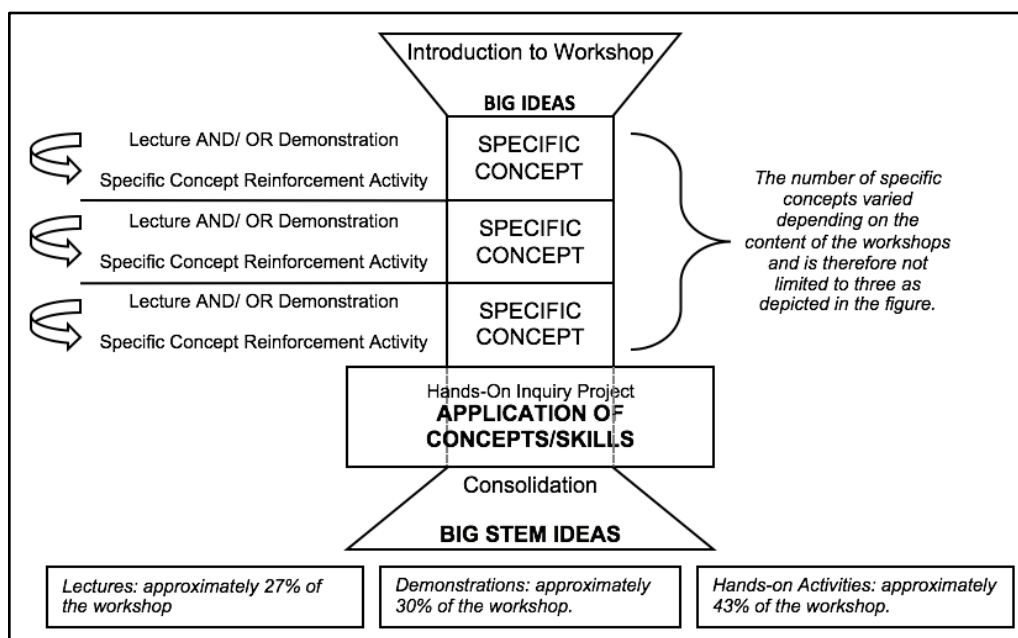 Introduction to Workshop
BIG IDEAS
Lecture AND/ OR Demonstration
Specific Concept Reinforcement Activity
SPECIFIC
CONCEPT
Lecture AND/ OR Demonstration
Specific Concept Reinforcement Activity
SPECIFIC
CONCEPT
Lecture AND/ OR Demonstration
Specific Concept Reinforcement Activity
SPECIFIC
CONCEPT
The number of specific
concepts varied
depending on the
content of the workshops
and is therefore not
limited to three as
depicted in the figure.
Hands-On Inquiry Project
APPLICATION OF
CONCEPTS/SKILLS
Consolidation
BIG STEM IDEAS
Lectures: approximately 27% of
the workshop
Demonstrations: approximately
30% of the workshop.
Hands-on Activities: approximately
43% of the workshop.